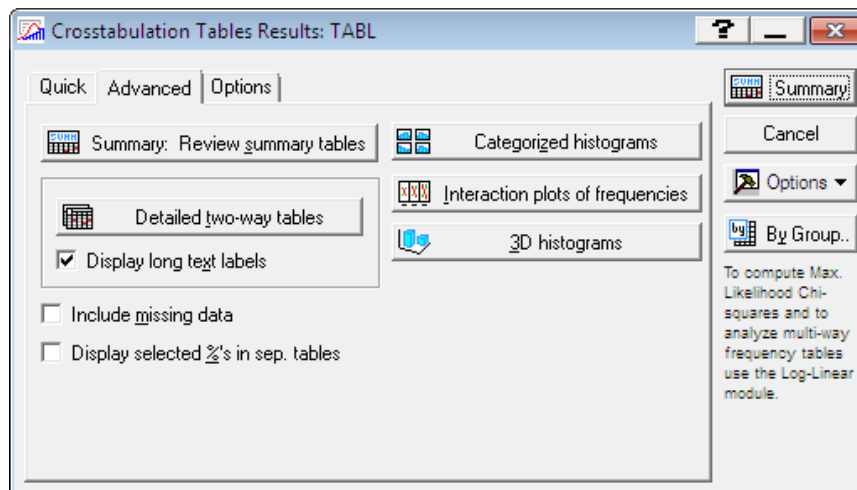 Crosstabulation Tables Results: TABL
Quick Advanced Options
Summary: Review summary tables
Detailed two-way tables
Display long text labels
Include missing data
Display selected %'s in sep. tables
Categorized histograms
Interaction plots of frequencies
3D histograms
Summary
Cancel
Options
By Group..
To compute Max.
Likelihood Chi-
squares and to
analyze multi-way
frequency tables
use the Log-Linear
module.